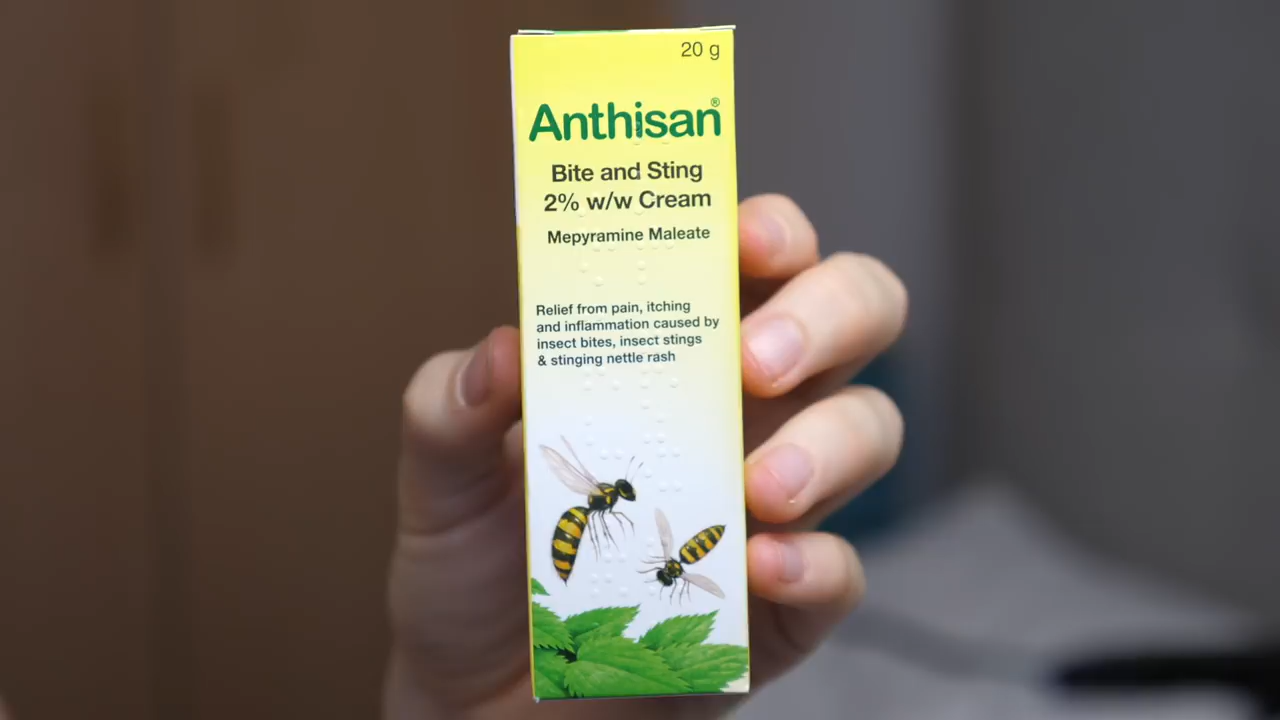 20 g
Anthisan®
Bite and Sting
2% w/w Cream
Mepyramine Maleate
Relief from pain, itching
and inflammation caused by
insect bites, insect stings
& stinging nettle rash